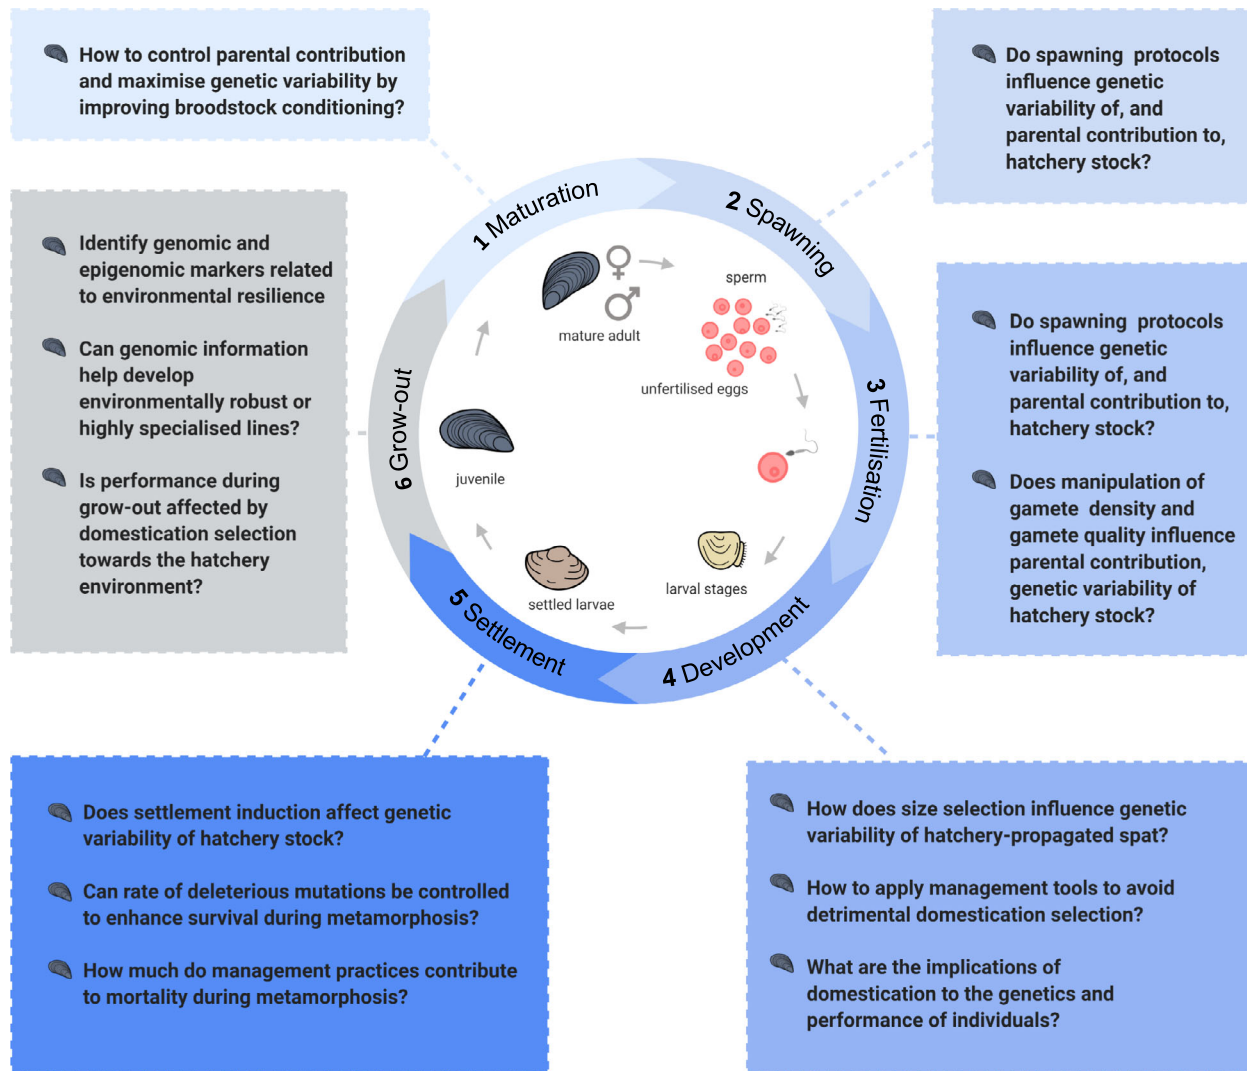 How to control parental contribution
and maximise genetic variability by
improving broodstock conditioning?
Do spawning protocols
influence genetic
variability of, and
parental contribution to,
hatchery stock?
Identify genomic and
epigenomic markers related
to environmental resilience
Can genomic information
help develop
environmentally robust or
highly specialised lines?
Is performance during
grow-out affected by
domestication selection
towards the hatchery
environment?
1 Maturation
2 Spawning
3 Fertilisation
4 Development
5 Settlement
6 Grow-out
mature adult
sperm
unfertilised eggs
larval stages
settled larvae
juvenile
Do spawning protocols
influence genetic
variability of, and
parental contribution to,
hatchery stock?
Does manipulation of
gamete density and
gamete quality influence
parental contribution,
genetic variability of
hatchery stock?
Does settlement induction affect genetic
variability of hatchery stock?
Can rate of deleterious mutations be controlled
to enhance survival during metamorphosis?
How much do management practices contribute
to mortality during metamorphosis?
How does size selection influence genetic
variability of hatchery-propagated spat?
How to apply management tools to avoid
detrimental domestication selection?
What are the implications of
domestication to the genetics and
performance of individuals?